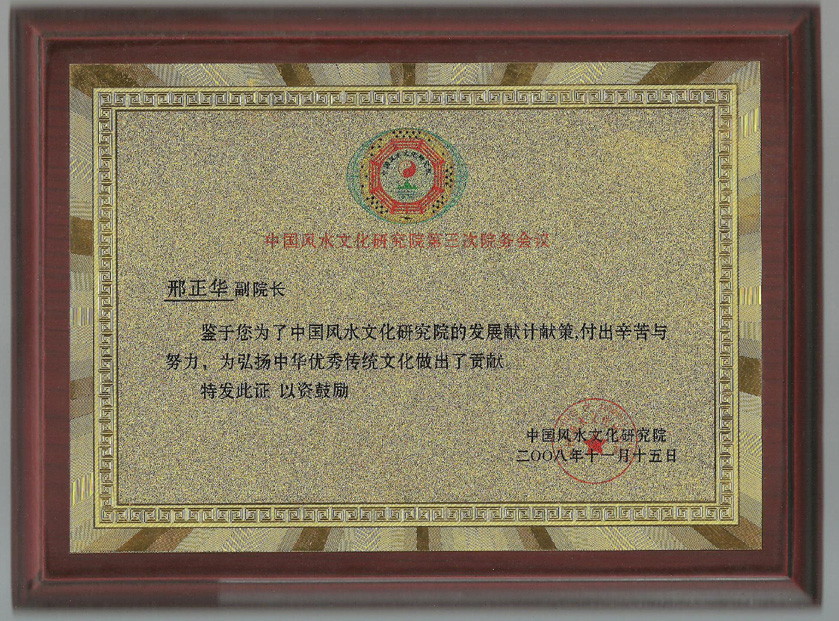 中国风水文化研究院第三次院务会议
邢正华副院长
鉴于您为了中国风水文化研究院的发展献计献策,付出辛苦与
努力，为弘扬中华优秀传统文化做出了贡献
特发此证 以资鼓励
中国风水文化研究院
二〇〇八年十一月十五日